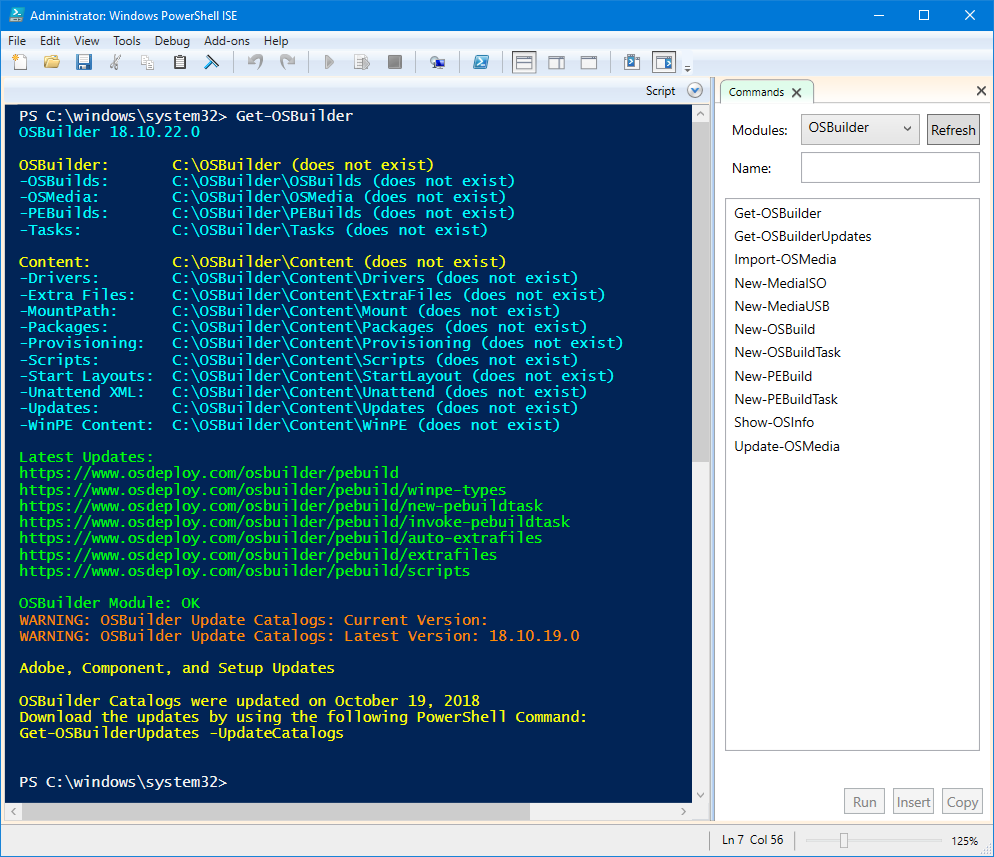 Administrator: Windows PowerShell ISE
File Edit View Tools Debug Add-ons Help
Script
PS C:\windows\system32> Get-OSBuilder
OSBuilder 18.10.22.0
OSBuilder: C:\OSBuilder (does not exist)
-OSBuilds: C:\OSBuilder\OSBuilds (does not exist)
-OSMedia: C:\OSBuilder\OSMedia (does not exist)
-PEBuilds: C:\OSBuilder\PEBuilds (does not exist)
-Tasks: C:\OSBuilder\Tasks (does not exist)
Content: C:\OSBuilder\Content (does not exist)
-Drivers: C:\OSBuilder\Content\Drivers (does not exist)
-Extra Files: C:\OSBuilder\Content\ExtraFiles (does not exist)
-MountPath: C:\OSBuilder\Content\Mount (does not exist)
-Packages: C:\OSBuilder\Content\Packages (does not exist)
-Provisioning: C:\OSBuilder\Content\Provisioning (does not exist)
-Scripts: C:\OSBuilder\Content\Scripts (does not exist)
-Start Layouts: C:\OSBuilder\Content\StartLayout (does not exist)
-Unattend XML: C:\OSBuilder\Content\Unattend (does not exist)
-Updates: C:\OSBuilder\Content\Updates (does not exist)
-WinPE Content: C:\OSBuilder\Content\WinPE (does not exist)
Latest Updates:
https://www.osdeploy.com/osbuilder/pebuild
https://www.osdeploy.com/osbuilder/pebuild/winpe-types
https://www.osdeploy.com/osbuilder/pebuild/new-pebuildtask
https://www.osdeploy.com/osbuilder/pebuild/invoke-pebuildtask
https://www.osdeploy.com/osbuilder/pebuild/auto-extrafiles
https://www.osdeploy.com/osbuilder/pebuild/extrafiles
https://www.osdeploy.com/osbuilder/pebuild/scripts
OSBuilder Module: OK
WARNING: OSBuilder Update Catalogs: Current Version:
WARNING: OSBuilder Update Catalogs: Latest Version: 18.10.19.0
Adobe, Component, and Setup Updates
OSBuilder Catalogs were updated on October 19, 2018
Download the updates by using the following PowerShell Command:
Get-OSBuilderUpdates -UpdateCatalogs
PS C:\windows\system32>
Commands
Modules: OSBuilder Refresh
Name:
Get-OSBuilder
Get-OSBuilderUpdates
Import-OSMedia
New-MediaISO
New-MediaUSB
New-OSBuild
New-OSBuildTask
New-PEBuild
New-PEBuildTask
Show-OSInfo
Update-OSMedia
Run Insert Copy
Ln 7 Col 56
125%